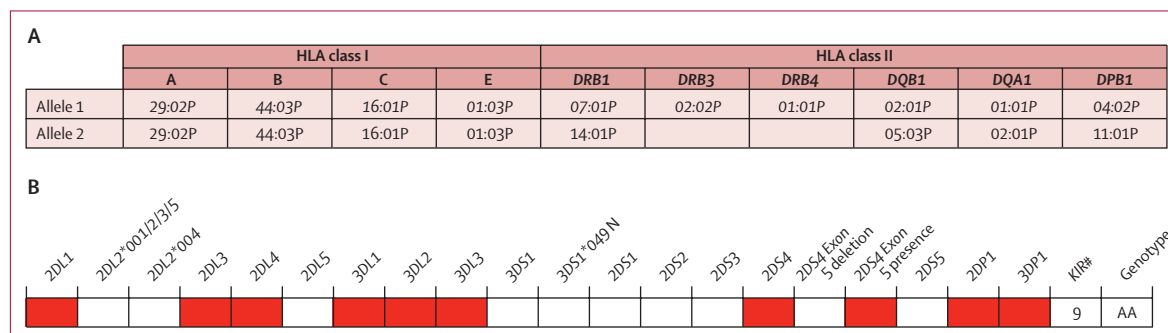 A
HLA class I HLA class II
A B C E DRB1 DRB3 DRB4 DQB1 DQA1 DPB1
Allele 1 29:02P 44:03P 16:01P 01:03P 07:01P 02:02P 01:01P 02:01P 01:01P 04:02P
Allele 2 29:02P 44:03P 16:01P 01:03P 14:01P 05:03P 02:01P 11:01P
B
2DL1 2DL2*001/2/3/5 2DL2*004 2DL3 2DL4 2DL5 3DL1 3DL2 3DL3 3DS1 3DS1*049 N 2DS1 2DS2 2DS3 2DS4 2DS4 Exon 5 deletion 2DS4 Exon 5 presence 2DS5 2DP1 3DP1 KIR# Genotype
9 AA